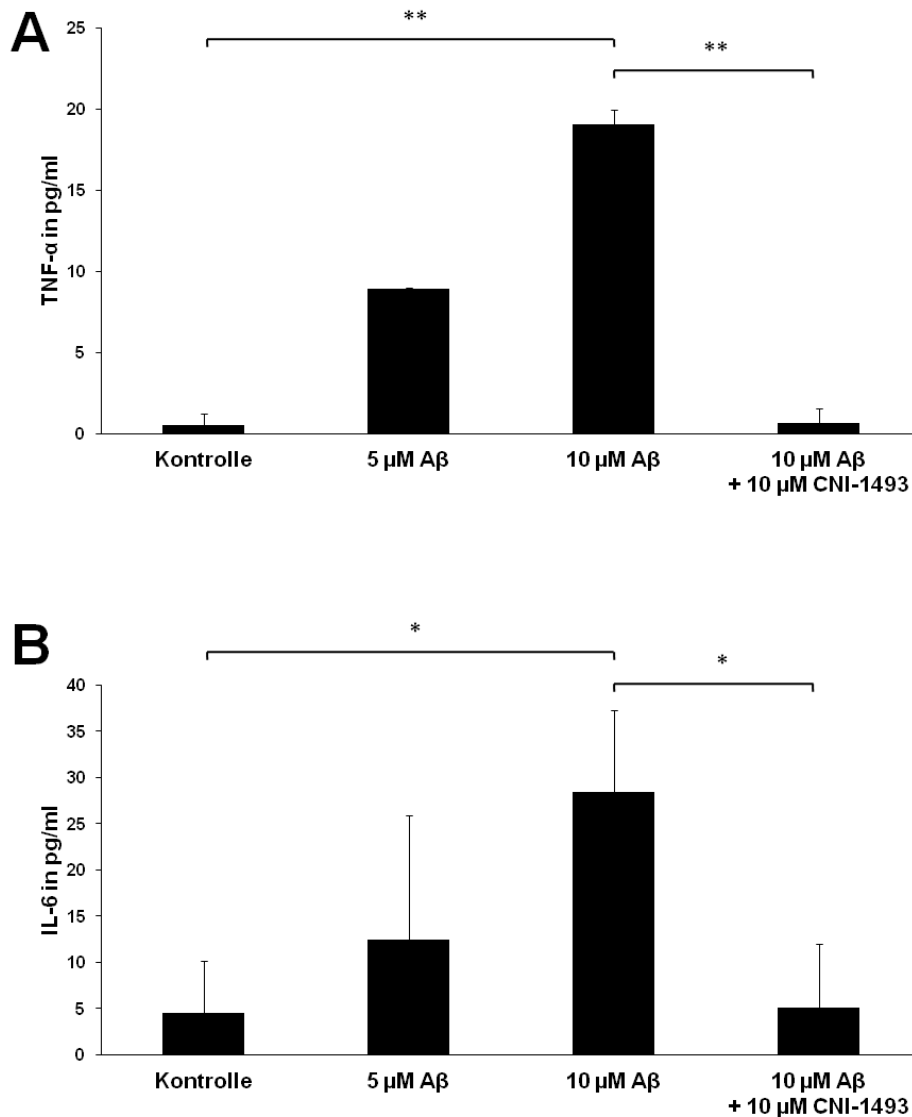 A
**
**
25
20
15
10
5
0
TNF-α in pg/ml
Kontrolle
5 µM Aβ
10 µM Aβ
10 µM Aβ
+ 10 µM CNI-1493
B
*
*
40
35
30
25
20
15
10
5
0
IL-6 in pg/ml
Kontrolle
5 µM Aβ
10 µM Aβ
10 µM Aβ
+ 10 µM CNI-1493